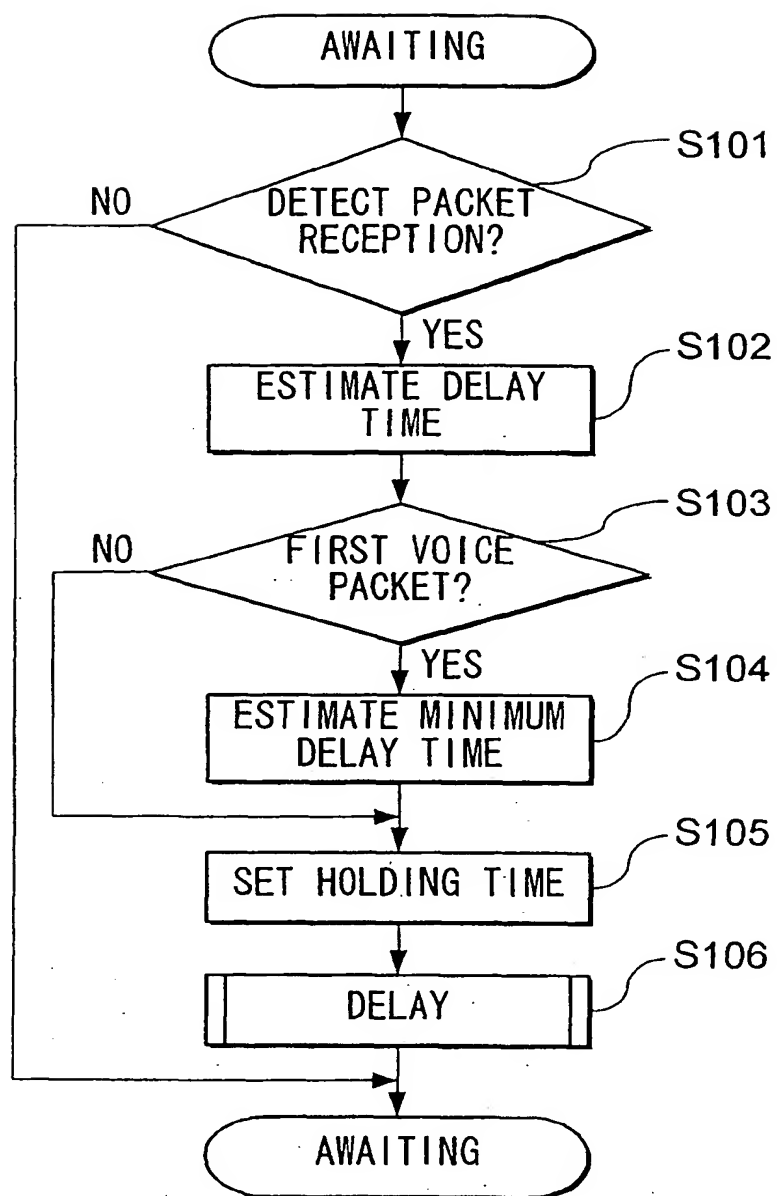 AWAITING
S101
NO
DETECT PACKET
RECEPTION?
YES
S102
ESTIMATE DELAY
TIME
S103
NO
FIRST VOICE
PACKET?
YES
S104
ESTIMATE MINIMUM
DELAY TIME
S105
SET HOLDING TIME
S106
DELAY
AWAITING